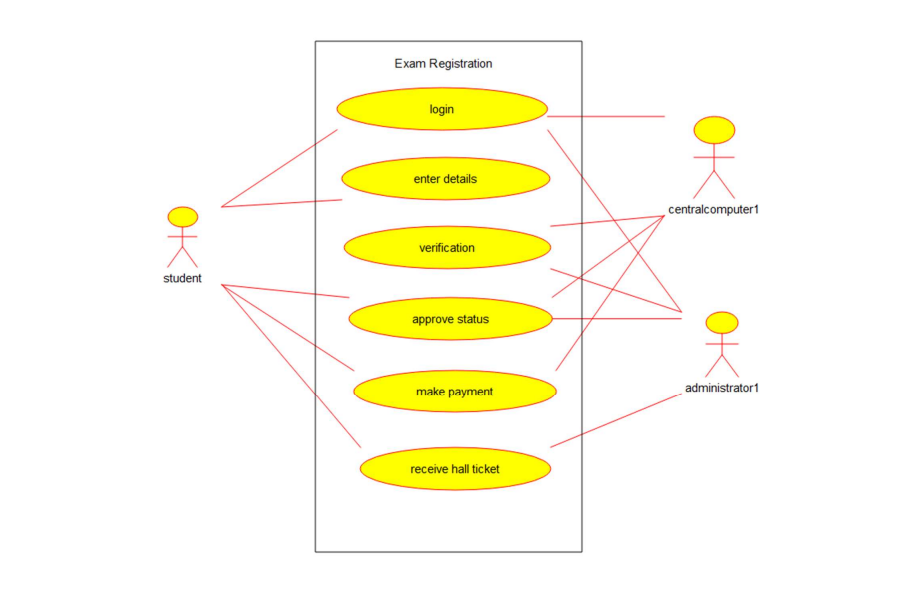 Exam Registration
login
enter details
verification
approve status
make payment
receive hall ticket
student
centralcomputer1
administrator1